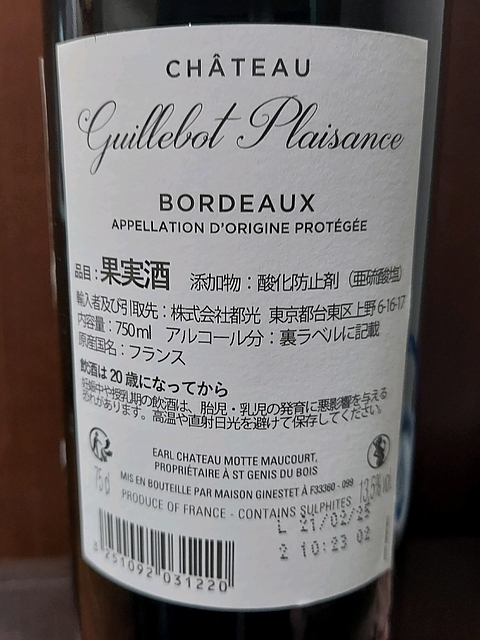 CHÂTEAU
Guillebot Plaisance
BORDEAUX
APPELLATION D'ORIGINE PROTÉGÉE
品目：果実酒 添加物：酸化防止剤（亜硫酸塩）
輸入者及び引取先：株式会社都光 東京都台東区上野6-16-17
内容量：750ml アルコール分：裏ラベルに記載
原産国名：フランス
飲酒は20歳になってから
妊娠中や授乳期の飲酒は、胎児・乳児の発育に悪影響を与える
恐れがあります。高温や直射日光を避けて保存してください。
EARL CHATEAU MOTTE MAUCOURT,
PROPRIÉTAIRE À ST GENIS DU BOIS
MIS EN BOUTEILLE PAR MAISON GINESTET À F33360 - 099
75cl PRODUCE OF FRANCE - CONTAINS SULPHITES 13,5% VOL.
L 21/02/25
2 10:23 02
3 251092 031220